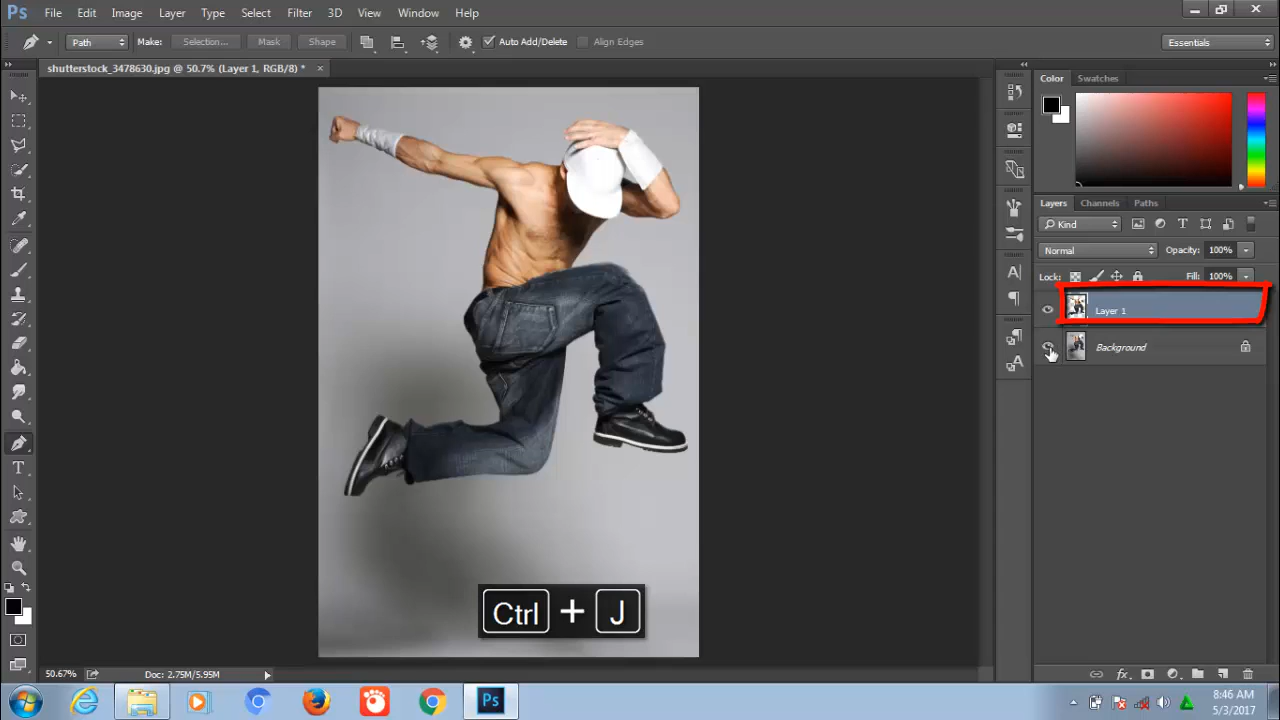 Ps File Edit Image Layer Type Select Filter 3D View Window Help
Path Make: Selection... Mask Shape Auto Add/Delete Align Edges Essentials
shutterstock_3478630.jpg @ 50.7% (Layer 1, RGB/8) * ×
Color Swatches
Layers Channels Paths
Kind
Normal Opacity: 100%
Lock: Fill: 100%
Layer 1
Background
Ctrl + J
50.67% Doc: 2.75M/5.95M
Ps
8:46 AM
5/3/2017